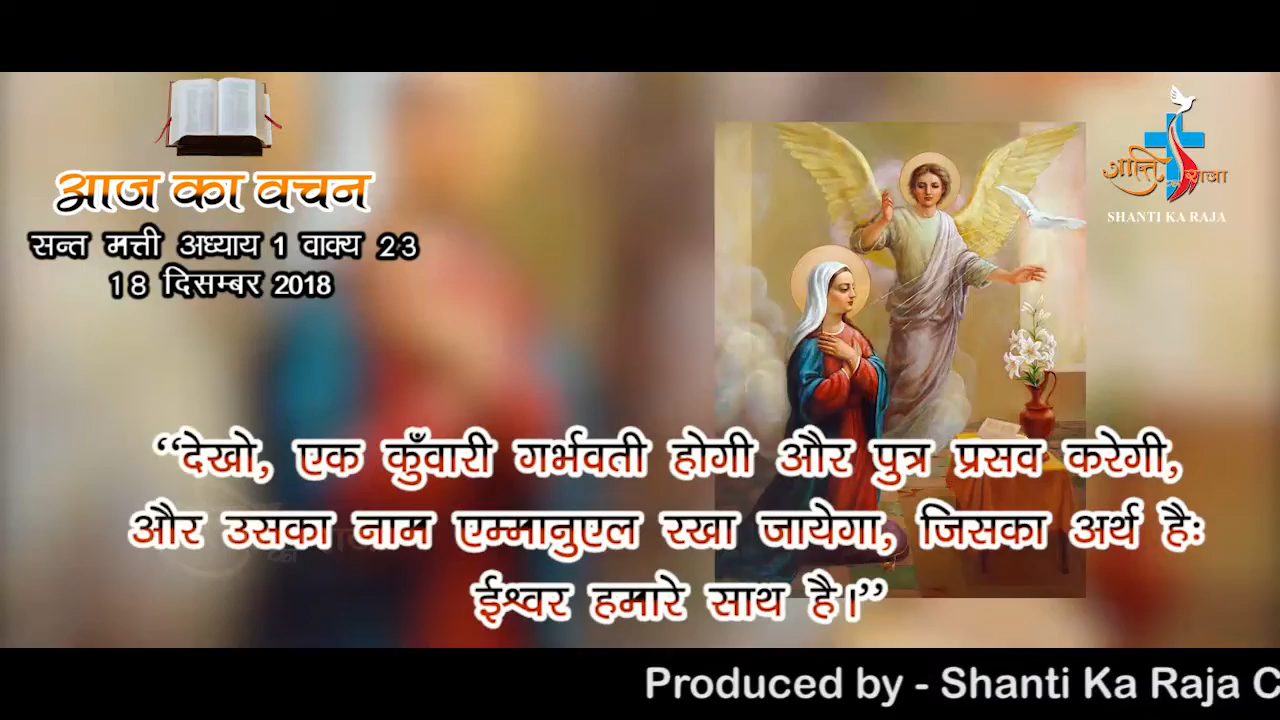 आज का वचन
सन्त मत्ती अध्याय 1 वाक्य 23
18 दिसम्बर 2018
SHANTI KA RAJA
“देखो, एक कुँवारी गर्भवती होगी और पुत्र प्रसव करेगी,
और उसका नाम एम्मानुएल रखा जायेगा, जिसका अर्थ हैः
ईश्वर हमारे साथ है।”
Produced by - Shanti Ka Raja C